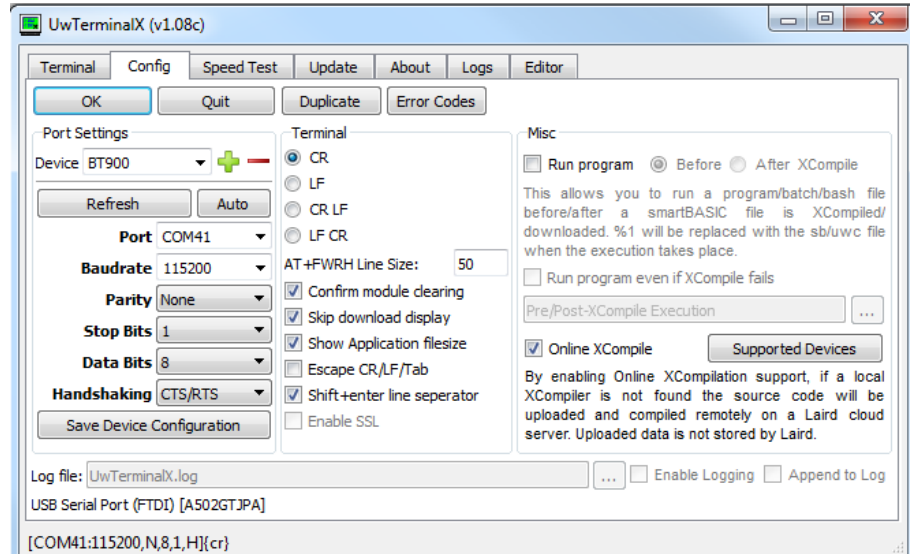 UwTerminalX (v1.08c)
Terminal Config Speed Test Update About Logs Editor
OK Quit Duplicate Error Codes
Port Settings
Device BT900
Refresh Auto
Port COM41
Baudrate 115200
Parity None
Stop Bits 1
Data Bits 8
Handshaking CTS/RTS
Save Device Configuration
Terminal
CR
LF
CR LF
LF CR
AT+FWRH Line Size: 50
Confirm module clearing
Skip download display
Show Application filesize
Escape CR/LF/Tab
Shift+enter line seperator
Enable SSL
Misc
Run program Before After XCompile
This allows you to run a program/batch/bash file
before/after a smartBASIC file is XCompiled/
downloaded. %1 will be replaced with the sb/uwc file
when the execution takes place.
Run program even if XCompile fails
Pre/Post-XCompile Execution ...
Online XCompile Supported Devices
By enabling Online XCompilation support, if a local
XCompiler is not found the source code will be
uploaded and compiled remotely on a Laird cloud
server. Uploaded data is not stored by Laird.
Log file: UwTerminalX.log ... Enable Logging Append to Log
USB Serial Port (FTDI) [A502GTJPA]
[COM41:115200,N,8,1,H]{cr}